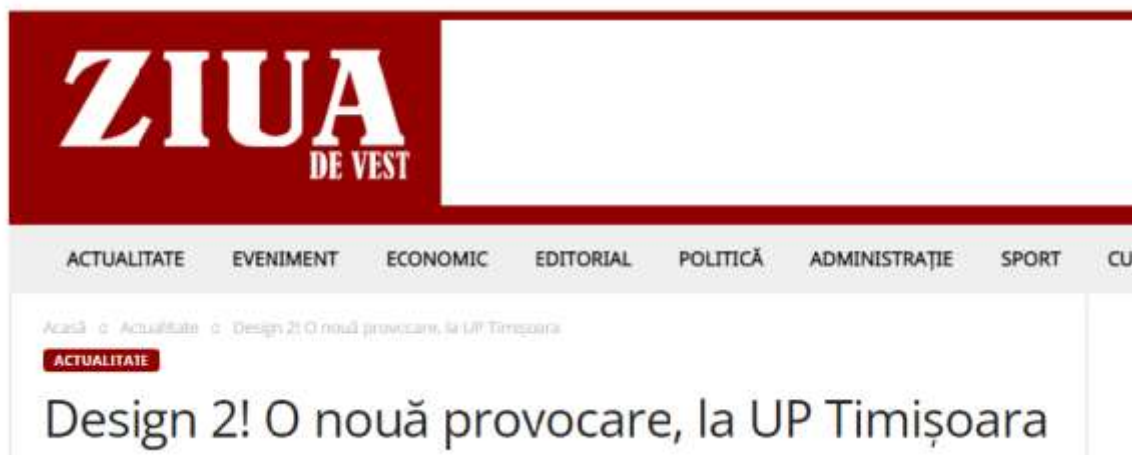 ZIUA
DE VEST
ACTUALITATE EVENIMENT ECONOMIC EDITORIAL POLITICĂ ADMINISTRAȚIE SPORT CU
Acasă Actualitate Design 2! O nouă provocare, la UP Timișoara
ACTUALITATE
Design 2! O nouă provocare, la UP Timișoara